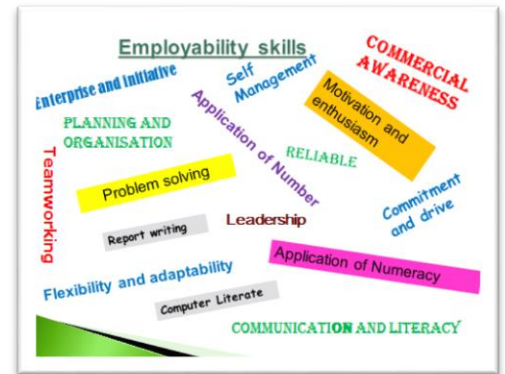 Employability skills
Enterprise and Initiative
Self
Management
COMMERCIAL
AWARENESS
PLANNING AND
ORGANISATION
Application of Number
Motivation and
enthusiasm
RELIABLE
Teamworking
Problem solving
Commitment
and drive
Report writing
Leadership
Application of Numeracy
Flexibility and adaptability
Computer Literate
COMMUNICATION AND LITERACY